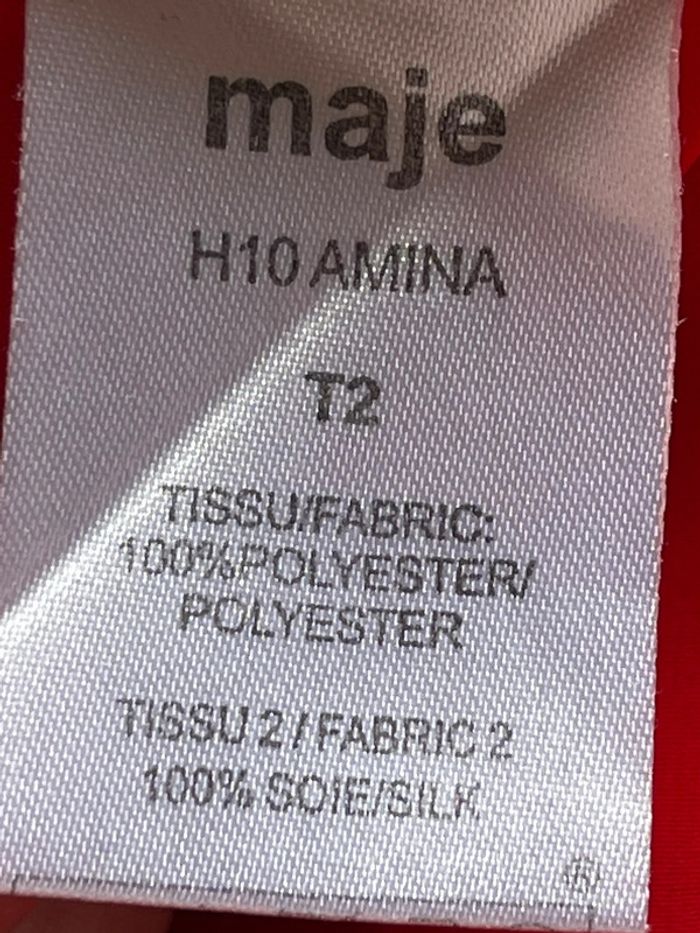 maje
H10 AMINA
T2
TISSU/FABRIC:
100%POLYESTER/
POLYESTER
TISSU 2 / FABRIC 2
100% SOIE/SILK
®